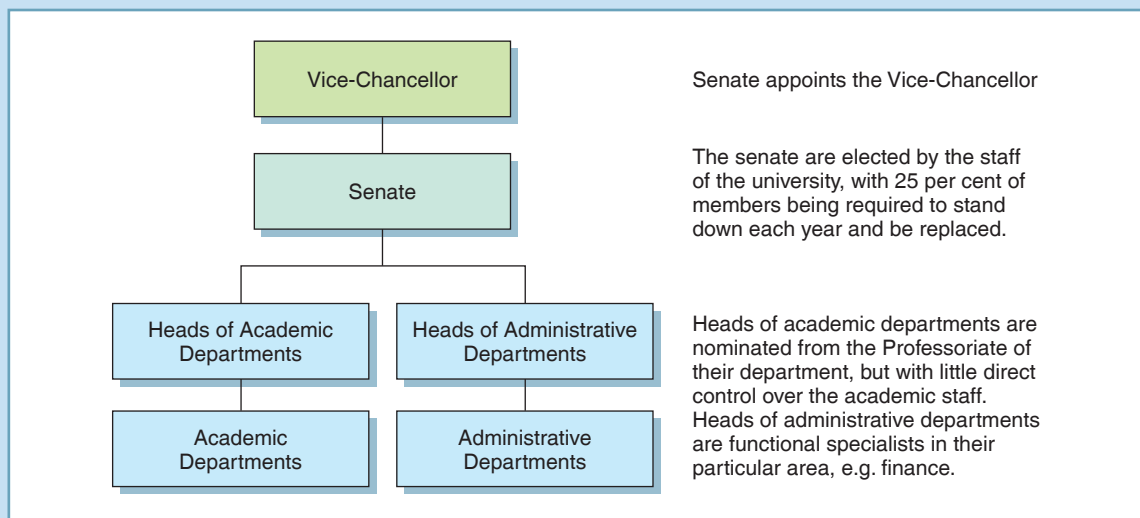 Vice-Chancellor
Senate appoints the Vice-Chancellor
Senate
The senate are elected by the staff
of the university, with 25 per cent of
members being required to stand
down each year and be replaced.
Heads of Academic
Departments
Heads of Administrative
Departments
Heads of academic departments are
nominated from the Professoriate of
their department, but with little direct
control over the academic staff.
Heads of administrative departments
are functional specialists in their
particular area, e.g. finance.
Academic
Departments
Administrative
Departments